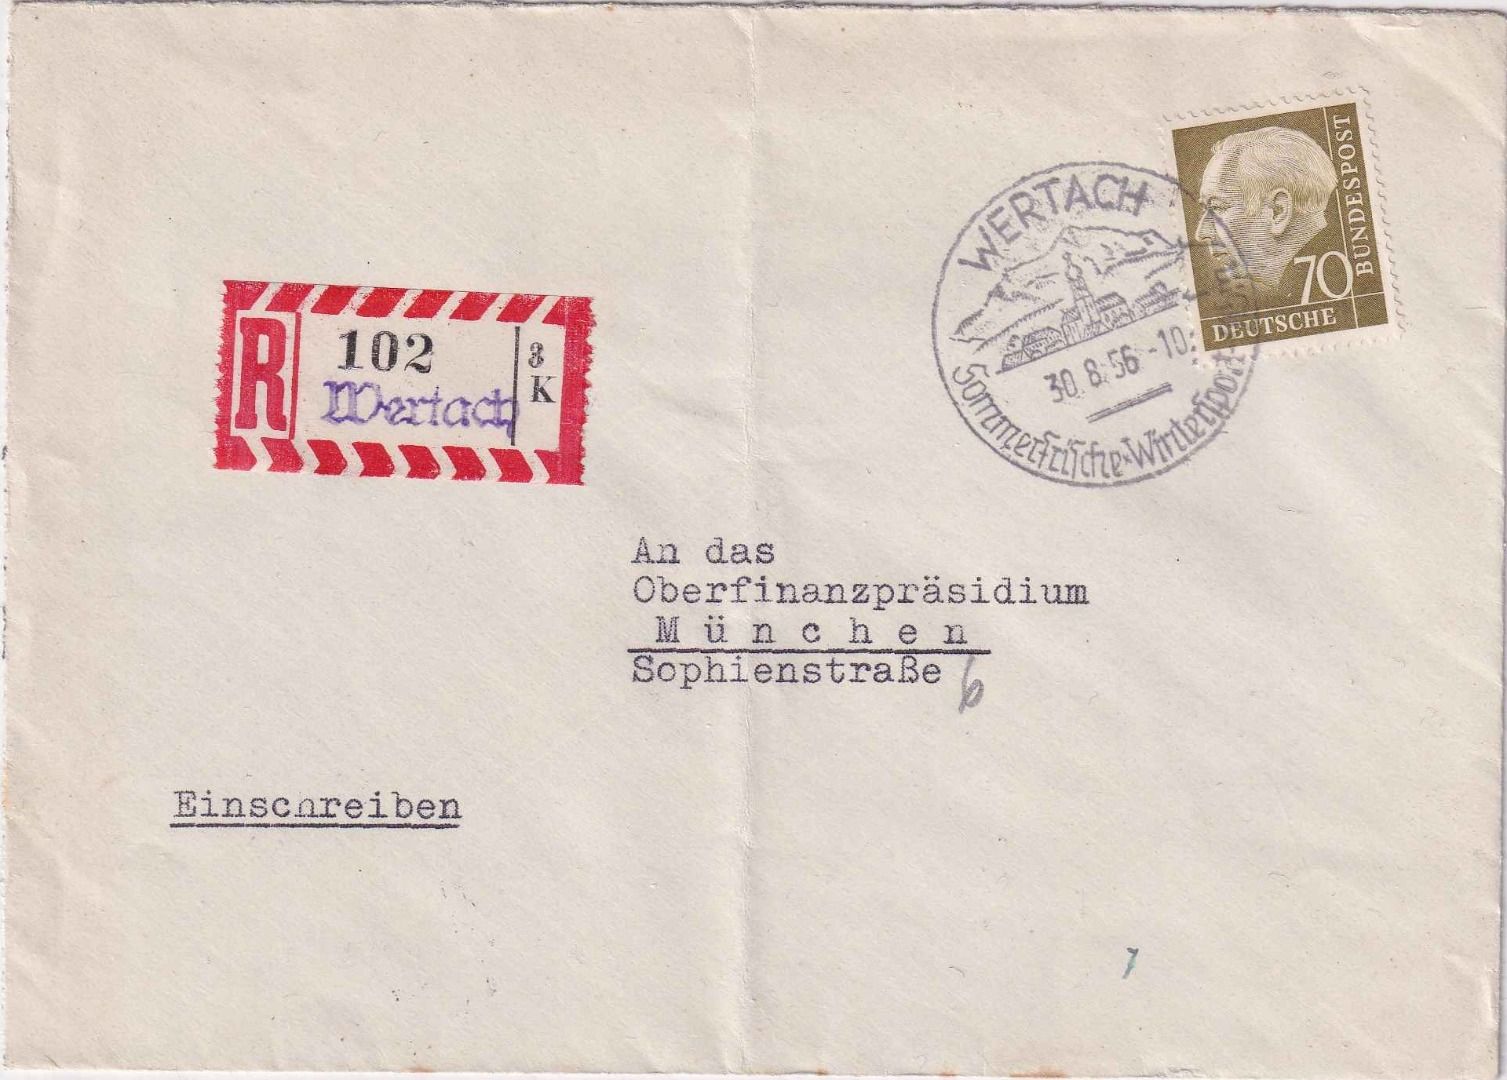 WERTACH
30.8.56-10
Sommerfrische Wintersport
70
DEUTSCHE
BUNDESPOST
R
102
Wertach
3
K
An das
Oberfinanzpräsidium
München
Sophienstraße 6
Einschreiben